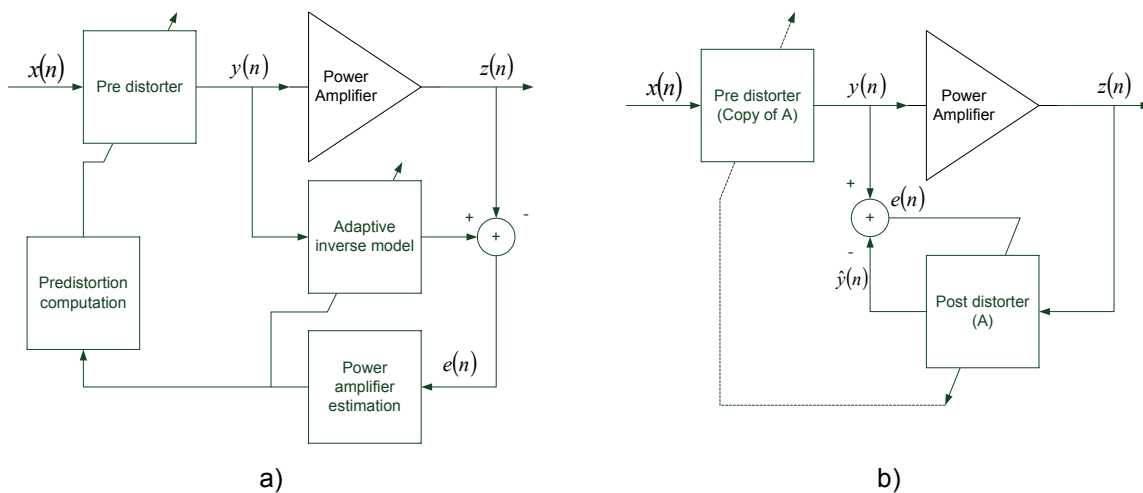 x(n)
Pre distorter
y(n)
Power
Amplifier
z(n)
+
-
+
Adaptive
inverse model
Predistortion
computation
Power
amplifier
estimation
e(n)
a)
x(n)
Pre distorter
(Copy of A)
y(n)
Power
Amplifier
z(n)
+
e(n)
+
-
ŷ(n)
Post distorter
(A)
b)